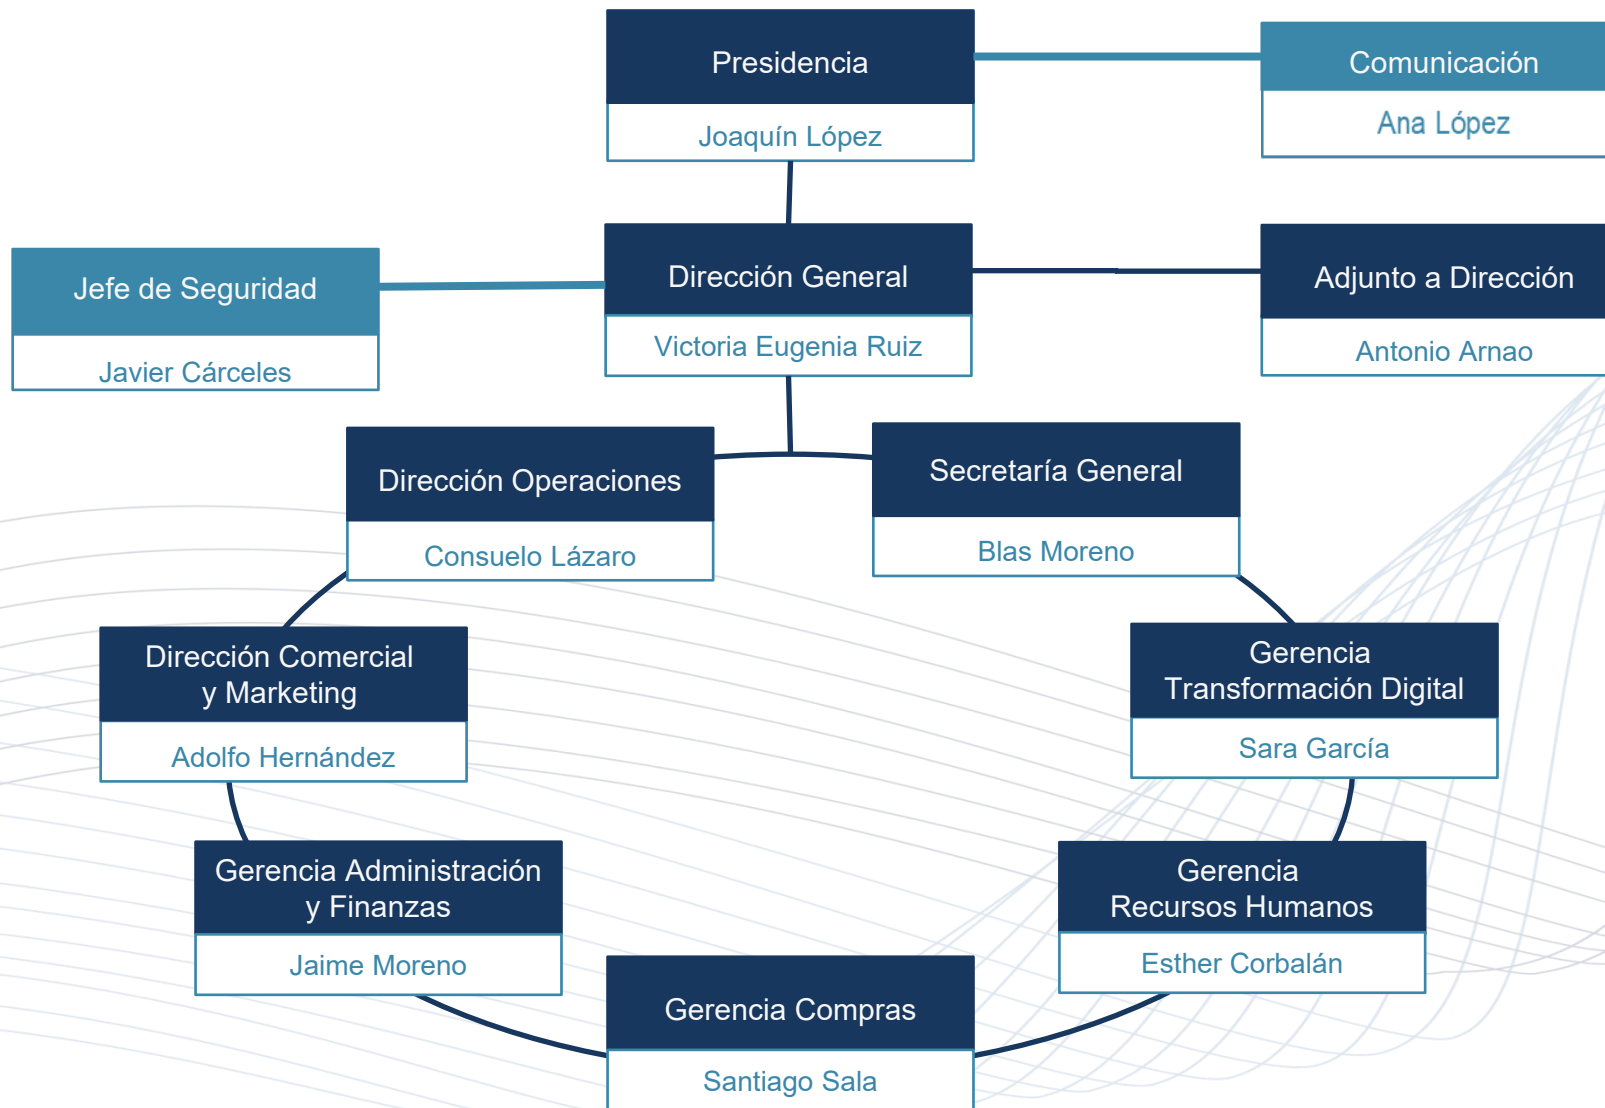 Presidencia
Joaquín López
Comunicación
Ana López
Jefe de Seguridad
Javier Cárceles
Dirección General
Victoria Eugenia Ruiz
Adjunto a Dirección
Antonio Arnao
Dirección Operaciones
Consuelo Lázaro
Secretaría General
Blas Moreno
Dirección Comercial
y Marketing
Adolfo Hernández
Gerencia
Transformación Digital
Sara García
Gerencia Administración
y Finanzas
Jaime Moreno
Gerencia
Recursos Humanos
Esther Corbalán
Gerencia Compras
Santiago Sala